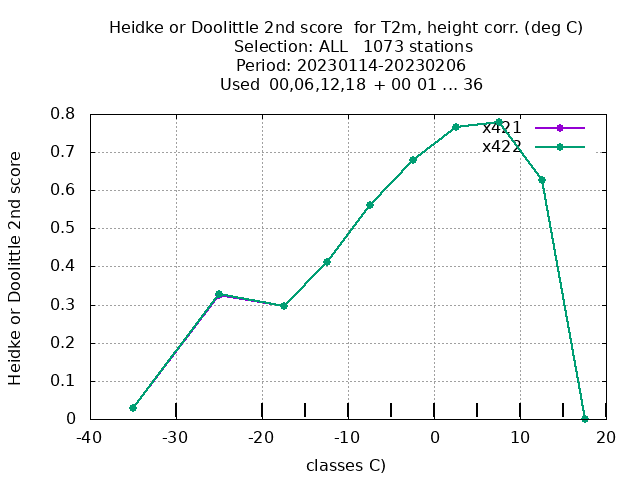 Heidke or Doolittle 2nd score  for T2m, height corr. (deg C)
Selection: ALL   1073 stations
Period: 20230114-20230206
Used  00,06,12,18  + 00 01 ... 36
x421
x422
0.8
0.7
0.6
0.5
0.4
0.3
0.2
0.1
0
Heidke or Doolittle 2nd score
-40 -30 -20 -10 0 10 20
classes C)